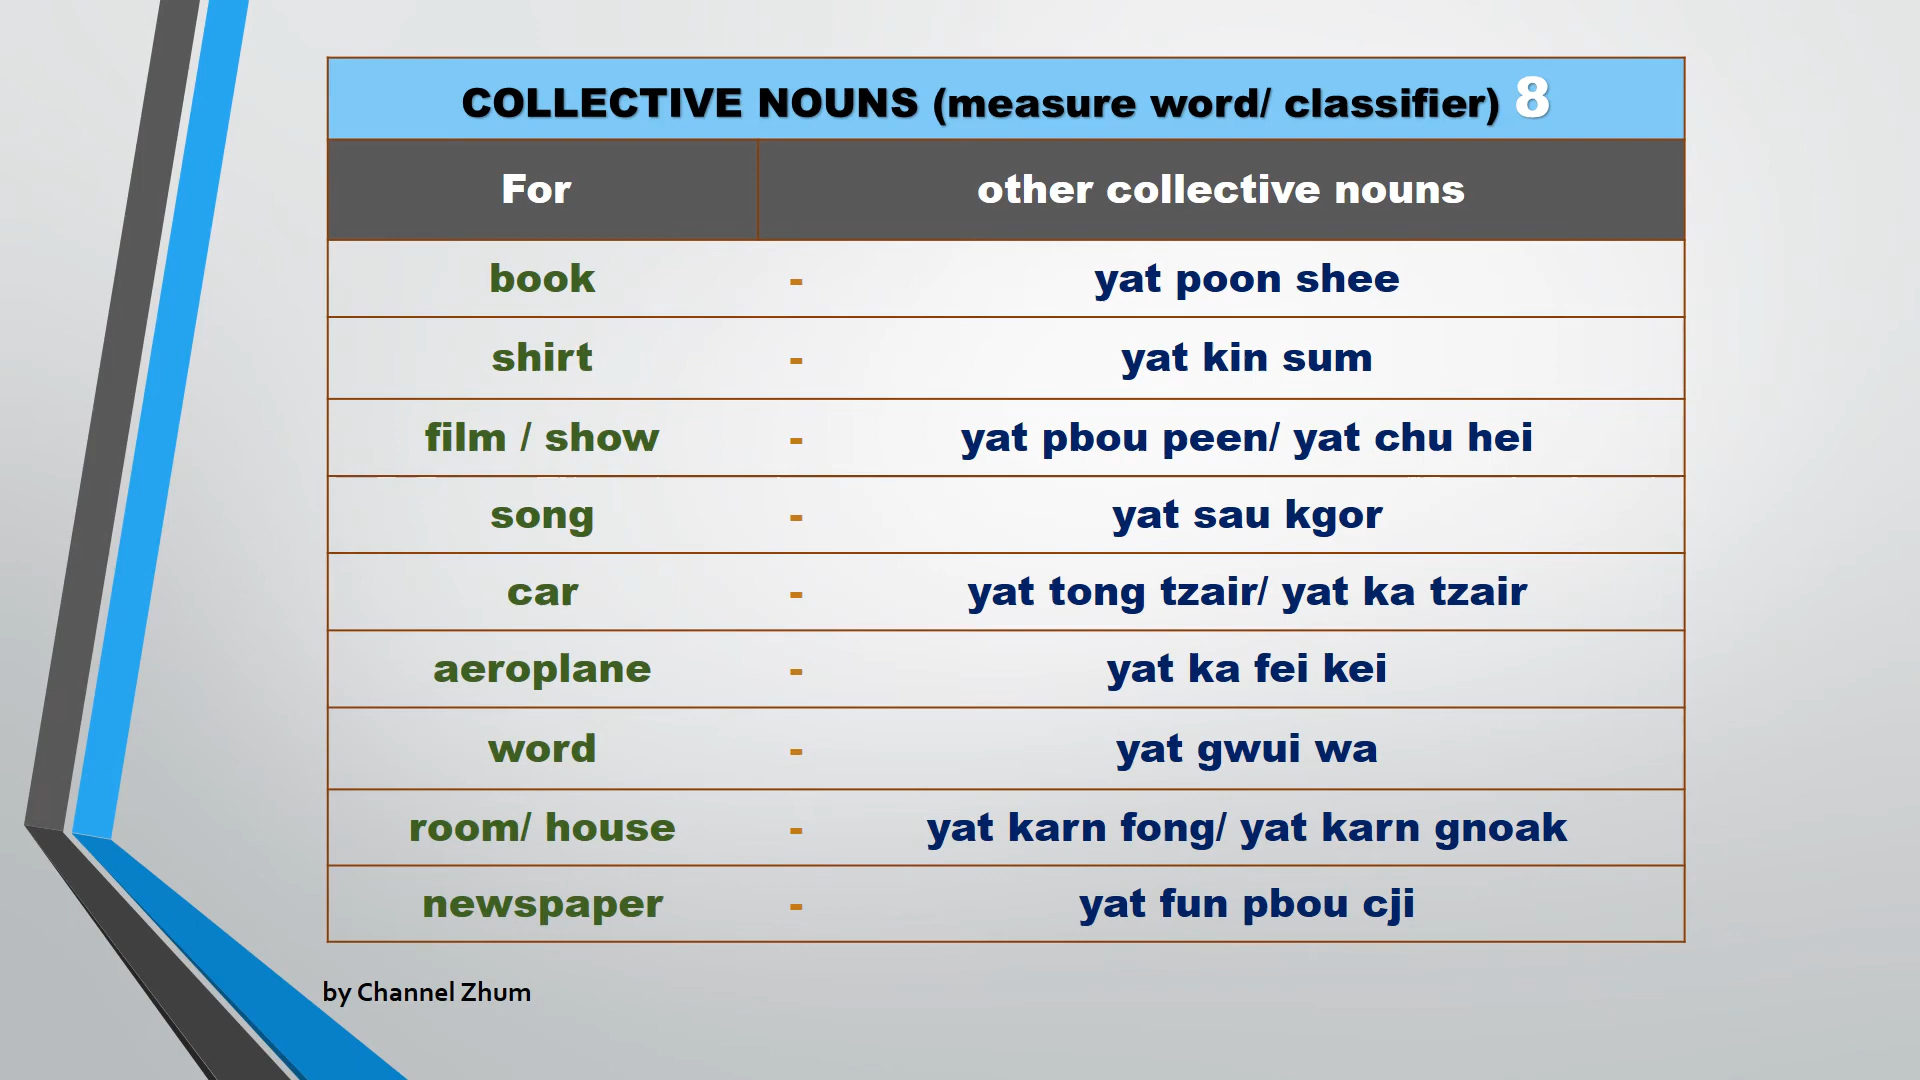 COLLECTIVE NOUNS (measure word/ classifier) 8
For other collective nouns
book - yat poon shee
shirt - yat kin sum
film / show - yat pbou peen/ yat chu hei
song - yat sau kgor
car - yat tong tzair/ yat ka tzair
aeroplane - yat ka fei kei
word - yat gwui wa
room/ house - yat karn fong/ yat karn gnoak
newspaper - yat fun pbou cji
by Channel Zhum